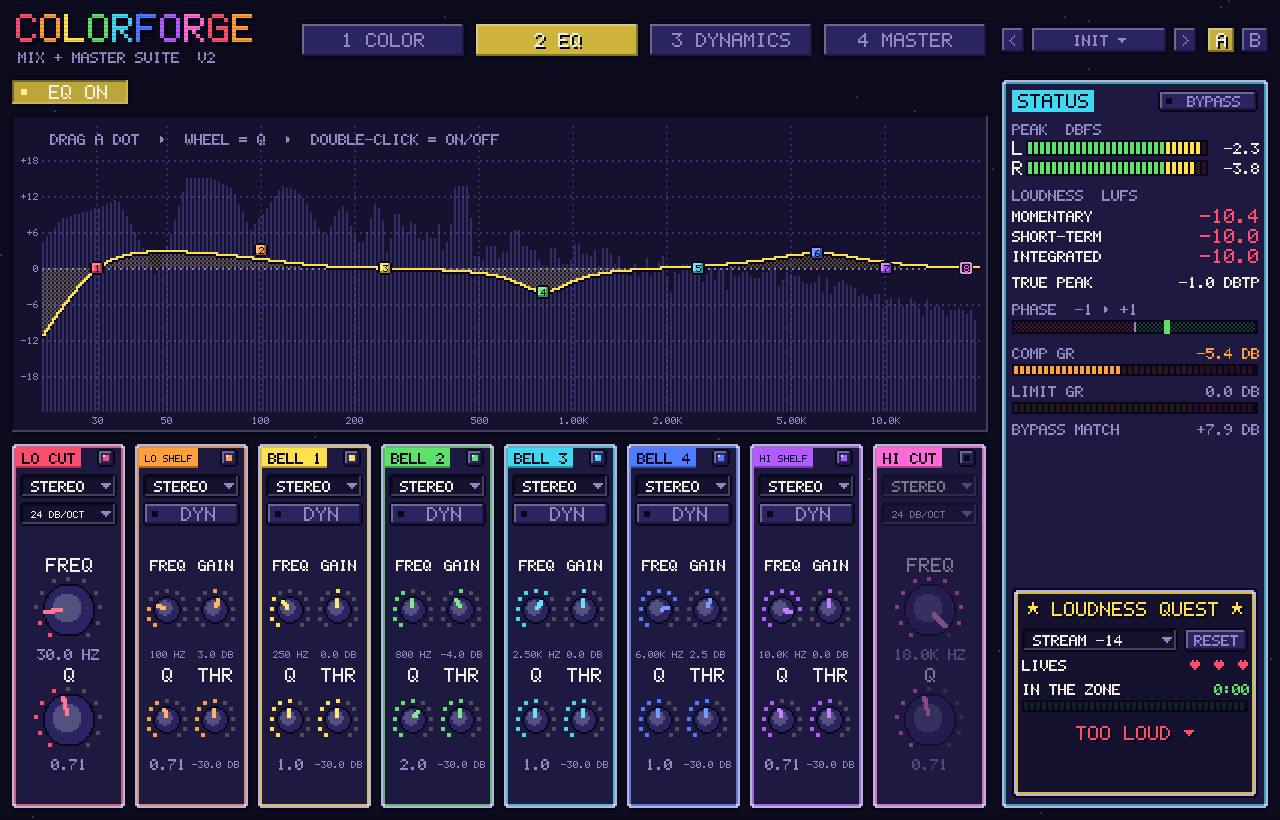 COLORFORGE
MIX + MASTER SUITE V2
1 COLOR
2 EQ
3 DYNAMICS
4 MASTER
<
INIT
>
A
B
EQ ON
DRAG A DOT ▸ WHEEL = Q ▸ DOUBLE-CLICK = ON/OFF
+18
+12
+6
0
-6
-12
-18
1
2
3
4
5
6
7
8
30 50 100 200 500 1.00K 2.00K 5.00K 10.0K
LO CUT
STEREO
24 DB/OCT
FREQ
30.0 HZ
Q
0.71
LO SHELF
STEREO
DYN
FREQ GAIN
100 HZ 3.0 DB
Q THR
0.71 -30.0 DB
BELL 1
STEREO
DYN
FREQ GAIN
250 HZ 0.0 DB
Q THR
1.0 -30.0 DB
BELL 2
STEREO
DYN
FREQ GAIN
800 HZ -4.0 DB
Q THR
2.0 -30.0 DB
BELL 3
STEREO
DYN
FREQ GAIN
2.50K HZ 0.0 DB
Q THR
1.0 -30.0 DB
BELL 4
STEREO
DYN
FREQ GAIN
6.00K HZ 2.5 DB
Q THR
1.0 -30.0 DB
HI SHELF
STEREO
DYN
FREQ GAIN
10.0K HZ 0.0 DB
Q THR
0.71 -30.0 DB
HI CUT
STEREO
24 DB/OCT
FREQ
18.0K HZ
Q
0.71
STATUS
BYPASS
PEAK DBFS
L -2.3
R -3.8
LOUDNESS LUFS
MOMENTARY -10.4
SHORT-TERM -10.0
INTEGRATED -10.0
TRUE PEAK -1.0 DBTP
PHASE -1 ▸ +1
COMP GR -5.4 DB
LIMIT GR 0.0 DB
BYPASS MATCH +7.9 DB
★ LOUDNESS QUEST ★
STREAM -14
RESET
LIVES ♥ ♥ ♥
IN THE ZONE 0:00
TOO LOUD ▾